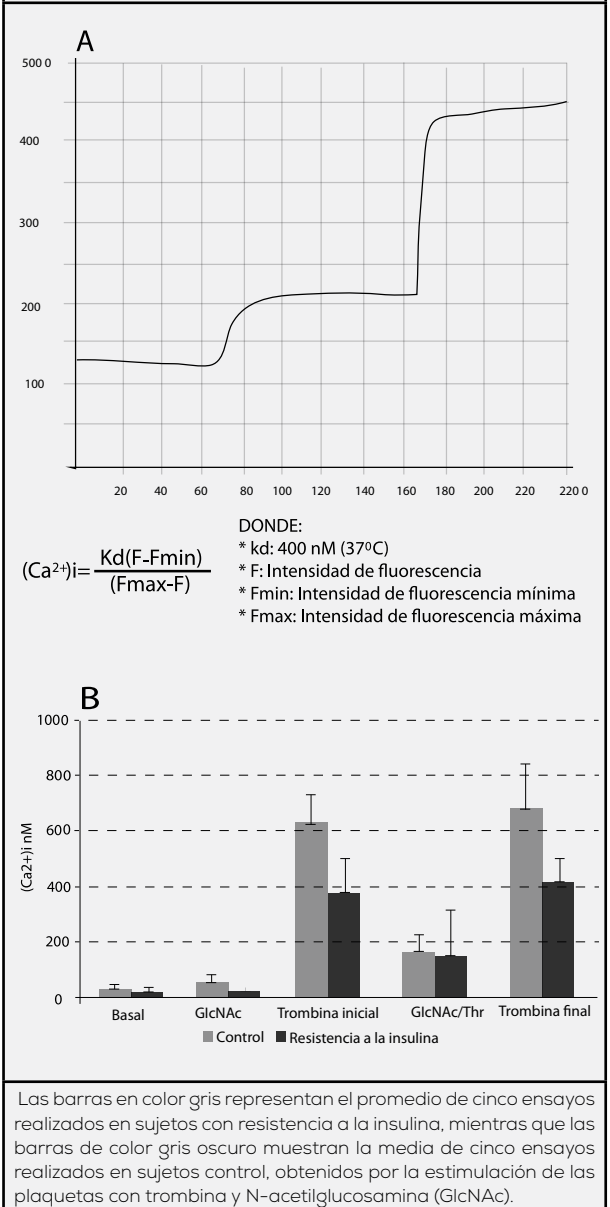 A
500 0
400
300
200
100
20 40 60 80 100 120 140 160 180 200 220 220 0
(Ca²⁺)i= Kd(F-Fmin)
(Fmax-F)
DONDE:
* kd: 400 nM (37ºC)
* F: Intensidad de fluorescencia
* Fmin: Intensidad de fluorescencia mínima
* Fmax: Intensidad de fluorescencia máxima
B
1000
800
600
400
200
0
(Ca2+)i nM
Basal GlcNAc Trombina inicial GlcNAc/Thr Trombina final
Control Resistencia a la insulina
Las barras en color gris representan el promedio de cinco ensayos
realizados en sujetos con resistencia a la insulina, mientras que las
barras de color gris oscuro muestran la media de cinco ensayos
realizados en sujetos control, obtenidos por la estimulación de las
plaquetas con trombina y N-acetilglucosamina (GlcNAc).